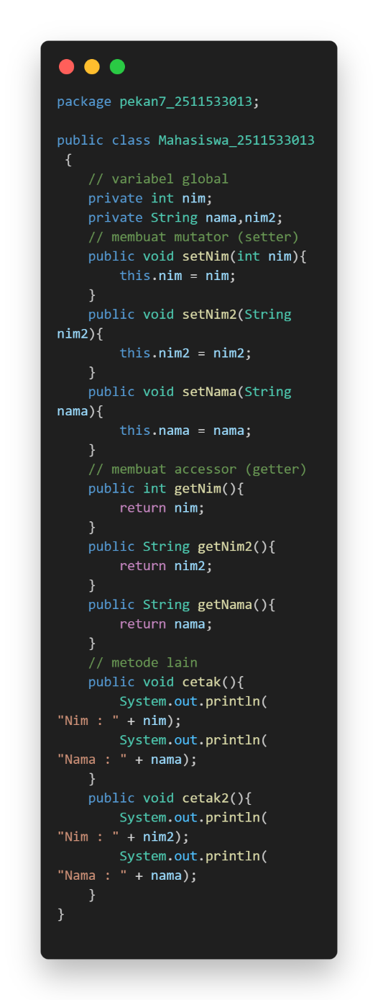 package pekan7_2511533013;

public class Mahasiswa_2511533013
 {
    // variabel global
    private int nim;
    private String nama,nim2;
    // membuat mutator (setter)
    public void setNim(int nim){
        this.nim = nim;
    }
    public void setNim2(String
nim2){
        this.nim2 = nim2;
    }
    public void setNama(String
nama){
        this.nama = nama;
    }
    // membuat accessor (getter)
    public int getNim(){
        return nim;
    }
    public String getNim2(){
        return nim2;
    }
    public String getNama(){
        return nama;
    }
    // metode lain
    public void cetak(){
        System.out.println(
"Nim : " + nim);
        System.out.println(
"Nama : " + nama);
    }
    public void cetak2(){
        System.out.println(
"Nim : " + nim2);
        System.out.println(
"Nama : " + nama);
    }
}